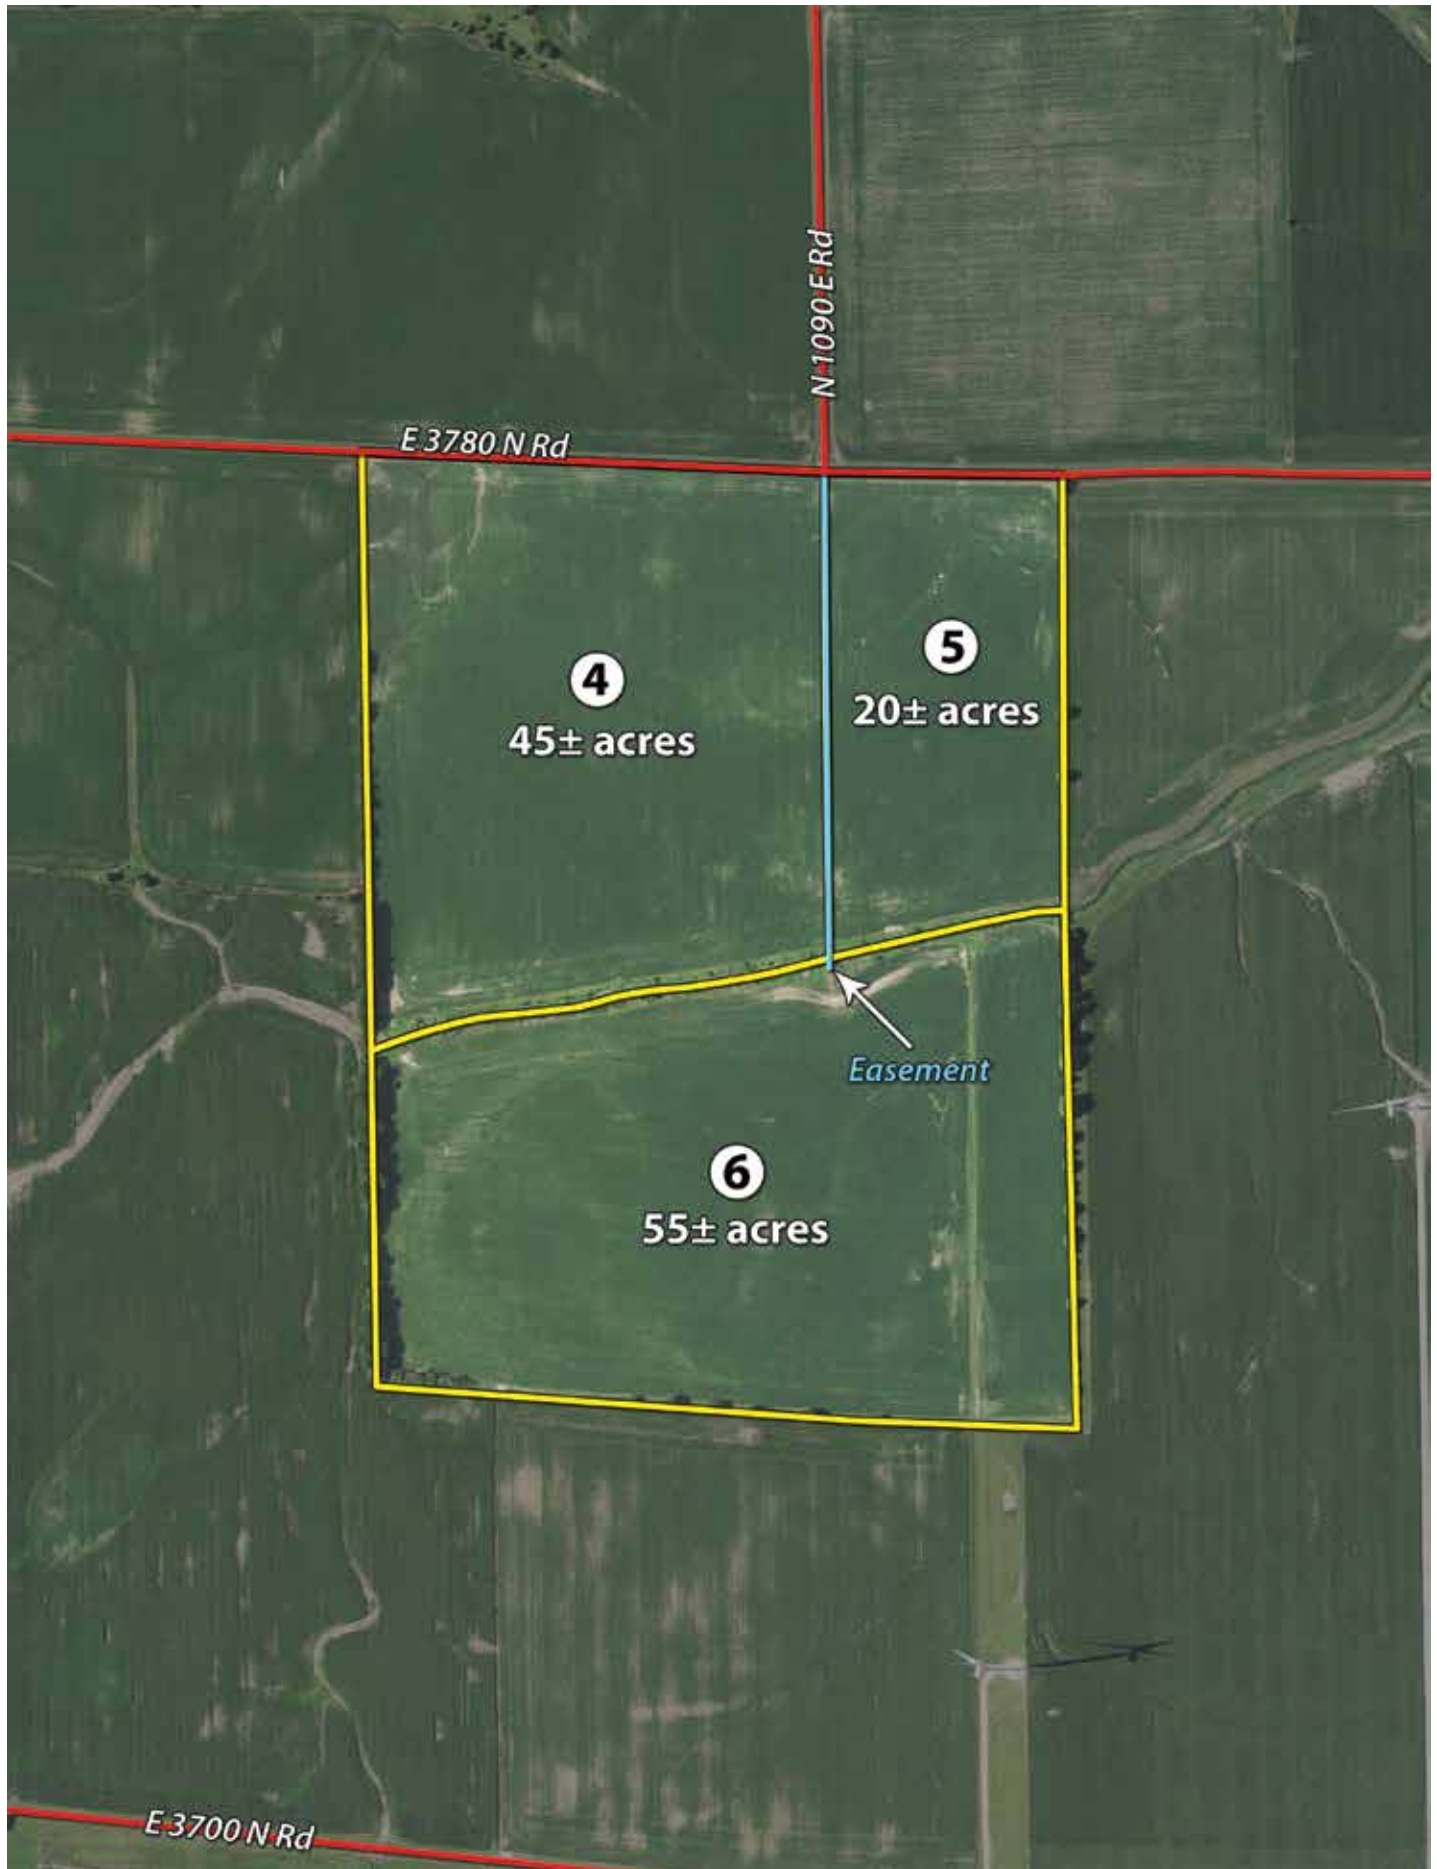 N 1090 E Rd
E 3780 N Rd
4
45± acres
5
20± acres
Easement
6
55± acres
E 3700 N Rd